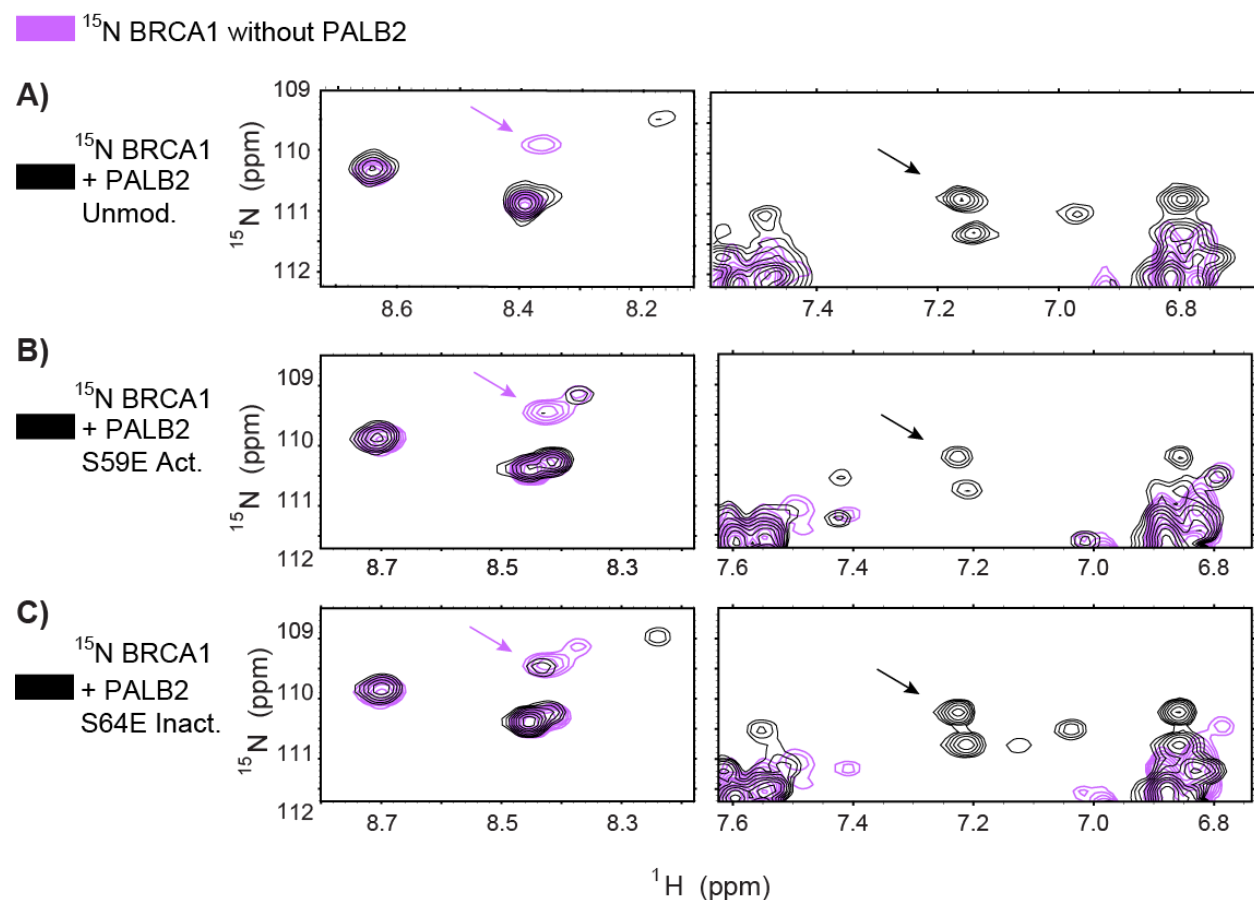 ¹⁵N BRCA1 without PALB2
A)
¹⁵N BRCA1
+ PALB2
Unmod.
¹⁵N (ppm)
109
110
111
112
8.6 8.4 8.2
7.4 7.2 7.0 6.8
B)
¹⁵N BRCA1
+ PALB2
S59E Act.
¹⁵N (ppm)
109
110
111
112
8.7 8.5 8.3
7.6 7.4 7.2 7.0 6.8
C)
¹⁵N BRCA1
+ PALB2
S64E Inact.
¹⁵N (ppm)
109
110
111
112
8.7 8.5 8.3
7.6 7.4 7.2 7.0 6.8
¹H (ppm)